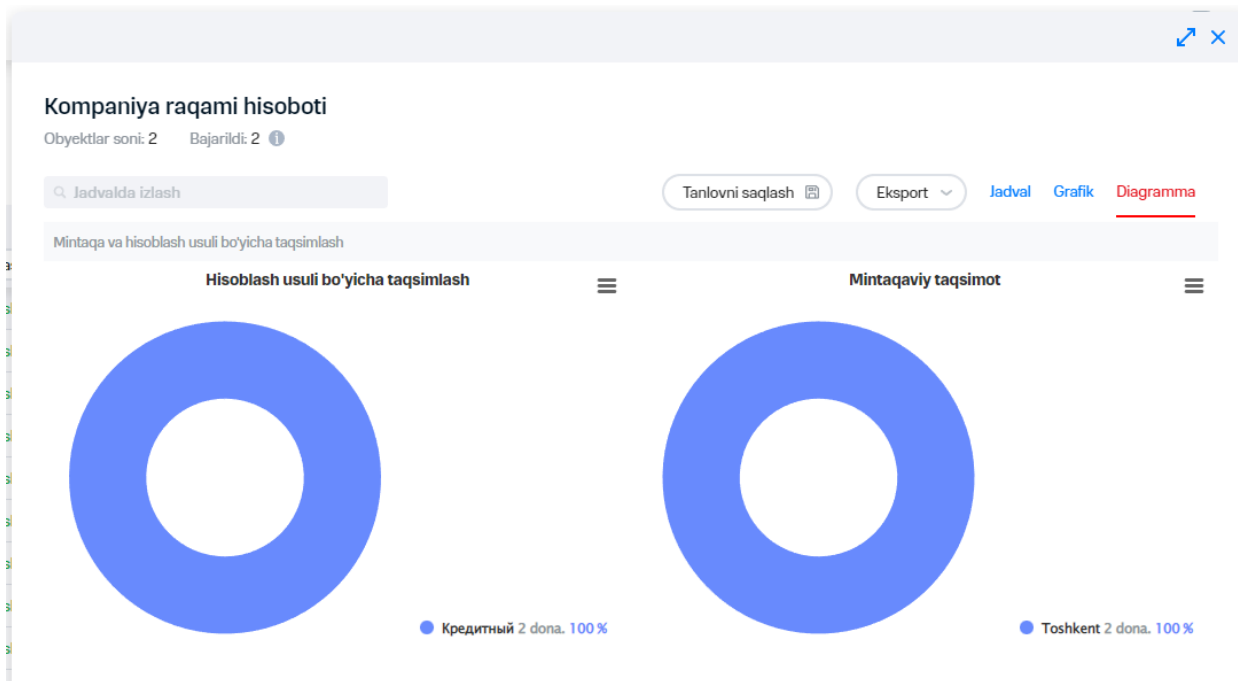 Kompaniya raqami hisoboti
Obyektlar soni: 2 Bajarildi: 2
Jadvalda izlash Tanlovni saqlash Eksport Jadval Grafik Diagramma
Mintaqa va hisoblash usuli bo'yicha taqsimlash
Hisoblash usuli bo'yicha taqsimlash Mintaqaviy taqsimot
Кредитный 2 dona. 100 % Toshkent 2 dona. 100 %